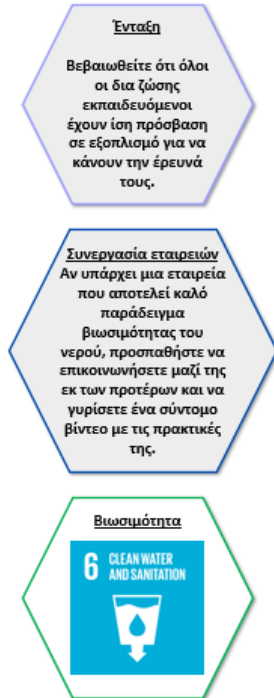 Ένταξη
Βεβαιωθείτε ότι όλοι
οι δια ζώσης
εκπαιδευόμενοι
έχουν ίση πρόσβαση
σε εξοπλισμό για να
κάνουν την έρευνά
τους.
Συνεργασία εταιρειών
Αν υπάρχει μια εταιρεία
που αποτελεί καλό
παράδειγμα
βιωσιμότητας του
νερού, προσπαθήστε να
επικοινωνήσετε μαζί της
εκ των προτέρων και να
γυρίσετε ένα σύντομο
βίντεο με τις πρακτικές
της.
Βιωσιμότητα
6 CLEAN WATER
AND SANITATION